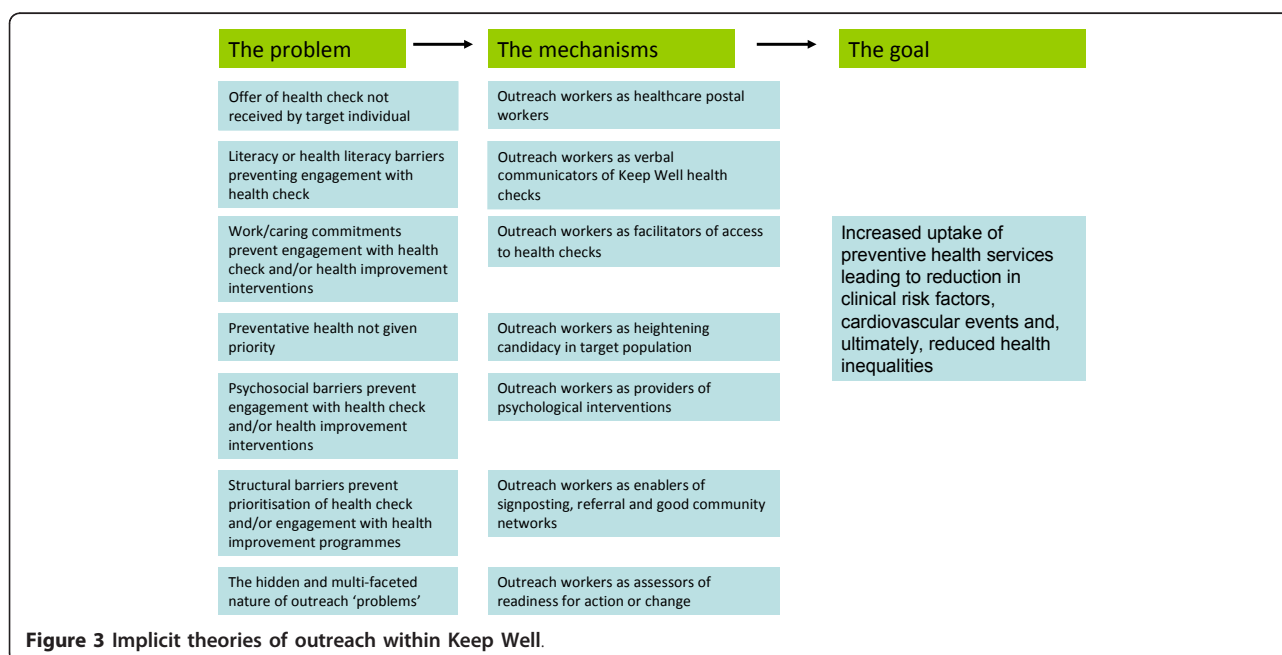 The problem
The mechanisms
The goal
Offer of health check not
received by target individual
Outreach workers as healthcare postal
workers
Literacy or health literacy barriers
preventing engagement with
health check
Outreach workers as verbal
communicators of Keep Well health
checks
Work/caring commitments
prevent engagement with health
check and/or health improvement
interventions
Outreach workers as facilitators of access
to health checks
Preventative health not given
priority
Outreach workers as heightening
candidacy in target population
Psychosocial barriers prevent
engagement with health check
and/or health improvement
interventions
Outreach workers as providers of
psychological interventions
Structural barriers prevent
prioritisation of health check
and/or engagement with health
improvement programmes
Outreach workers as enablers of
signposting, referral and good community
networks
The hidden and multi-faceted
nature of outreach ‘problems’
Outreach workers as assessors of
readiness for action or change
Increased uptake of
preventive health services
leading to reduction in
clinical risk factors,
cardiovascular events and,
ultimately, reduced health
inequalities
Figure 3 Implicit theories of outreach within Keep Well.